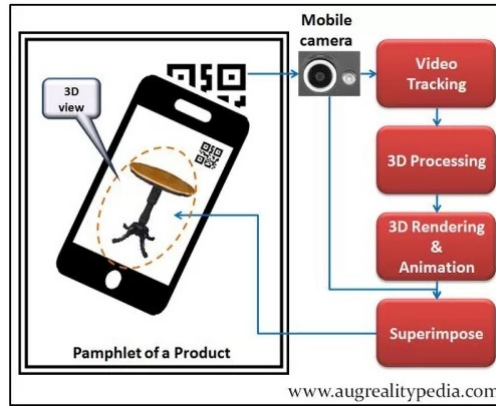 Mobile
camera
3D
view
Video
Tracking
3D Processing
3D Rendering
&
Animation
Superimpose
Pamphlet of a Product
www.augrealitypedia.com